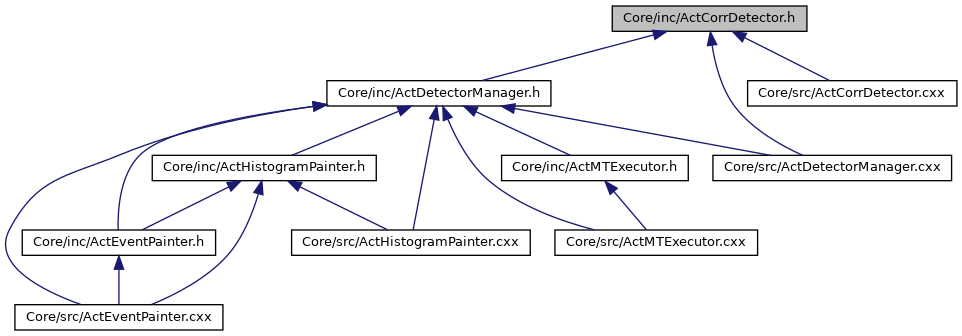 Core/inc/ActCorrDetector.h
Core/inc/ActDetectorManager.h
Core/src/ActCorrDetector.cxx
Core/inc/ActHistogramPainter.h
Core/inc/ActMTExecutor.h
Core/src/ActDetectorManager.cxx
Core/inc/ActEventPainter.h
Core/src/ActHistogramPainter.cxx
Core/src/ActMTExecutor.cxx
Core/src/ActEventPainter.cxx